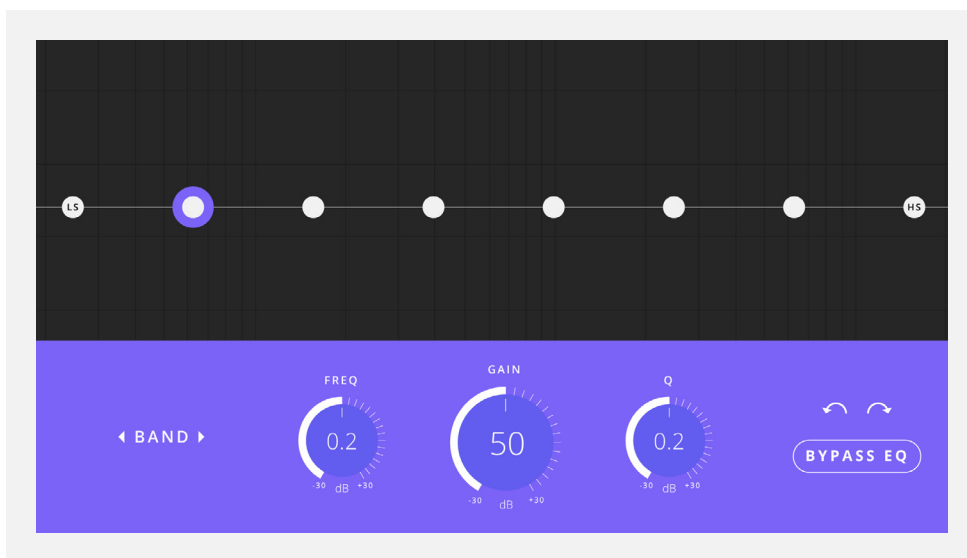 LS
HS
GAIN
FREQ
Q
BAND
0.2
50
0.2
BYPASS EQ
-30 dB +30
-30 dB +30
-30 dB +30